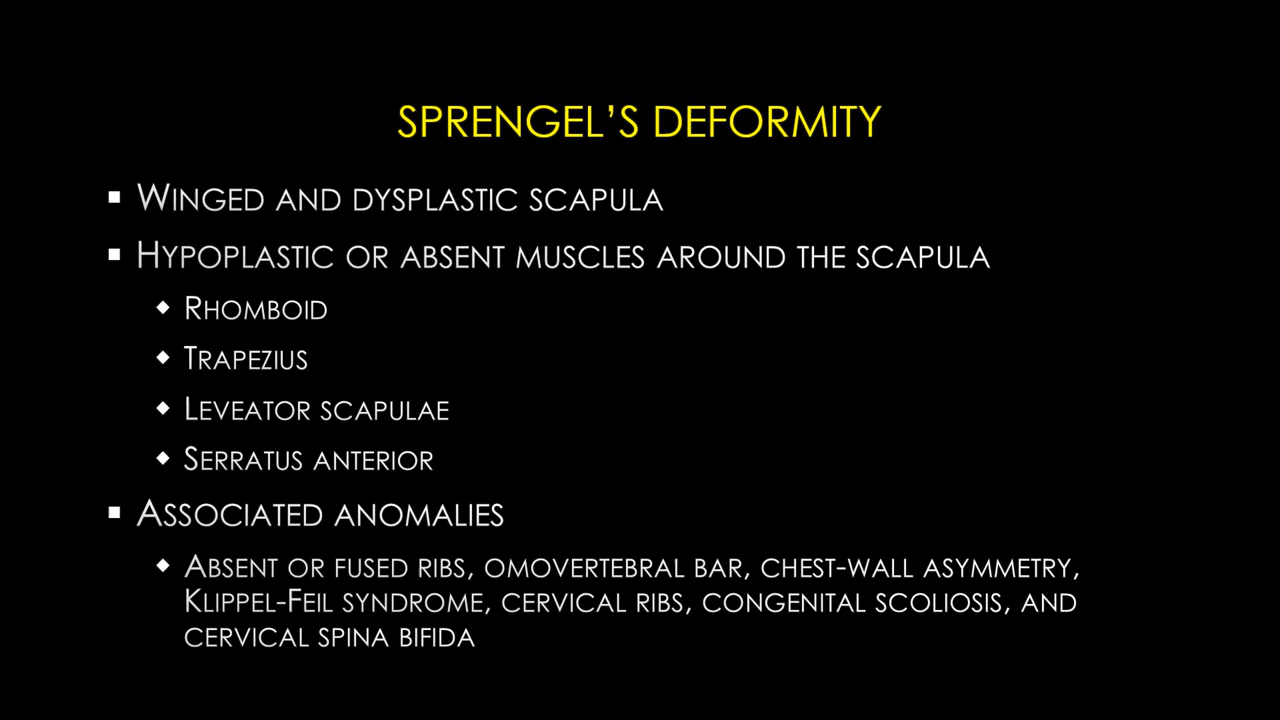 SPRENGEL’S DEFORMITY
▪ WINGED AND DYSPLASTIC SCAPULA
▪ HYPOPLASTIC OR ABSENT MUSCLES AROUND THE SCAPULA
◆ RHOMBOID
◆ TRAPEZIUS
◆ LEVEATOR SCAPULAE
◆ SERRATUS ANTERIOR
▪ ASSOCIATED ANOMALIES
◆ ABSENT OR FUSED RIBS, OMOVERTEBRAL BAR, CHEST-WALL ASYMMETRY,
KLIPPEL-FEIL SYNDROME, CERVICAL RIBS, CONGENITAL SCOLIOSIS, AND
CERVICAL SPINA BIFIDA